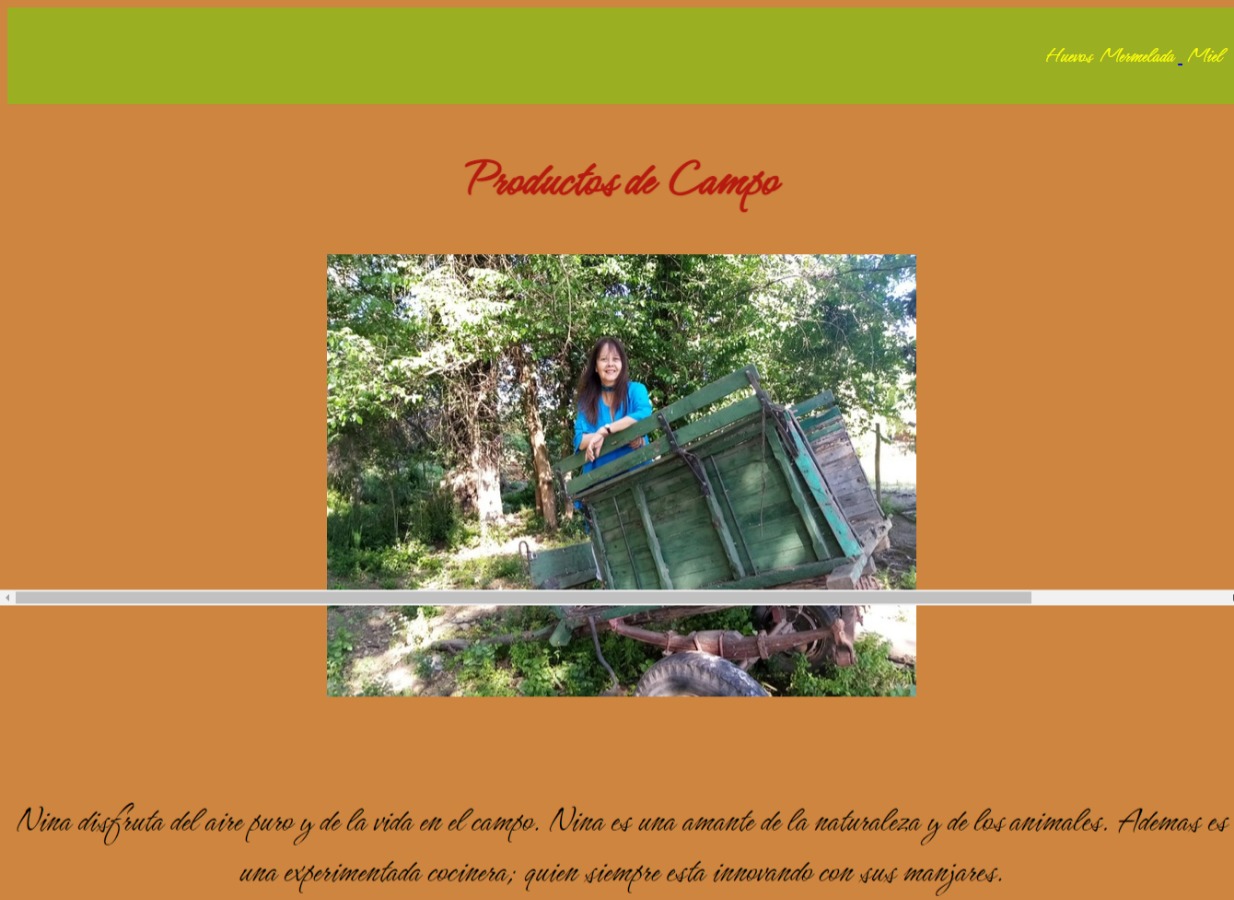 Huevos Mermelada Miel
Productos de Campo
Nina disfruta del aire puro y de la vida en el campo. Nina es una amante de la naturaleza y de los animales. Ademas es
una experimentada cocinera; quien siempre esta innovando con sus manjares.